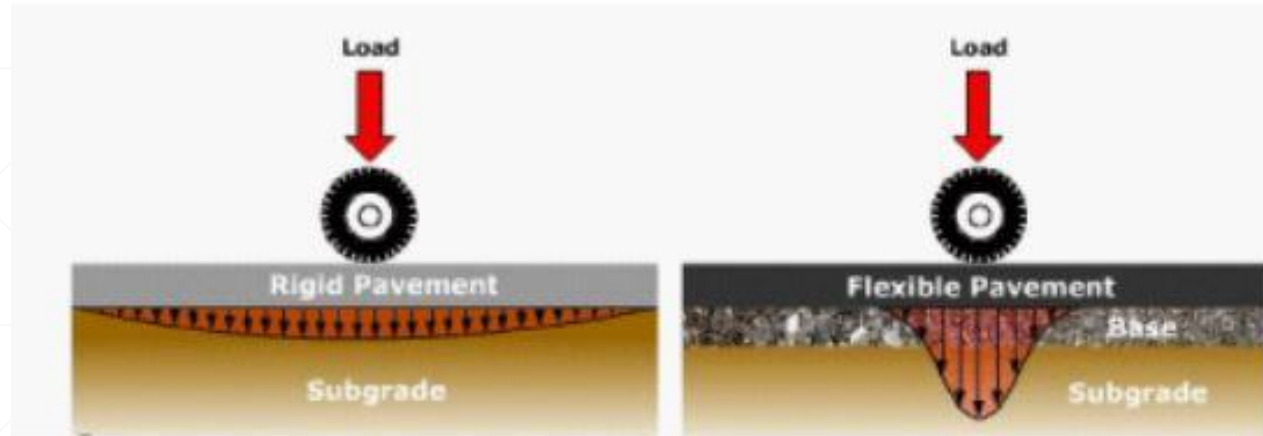 Load
Load
Rigid Pavement
Flexible Pavement
Base
Subgrade
Subgrade